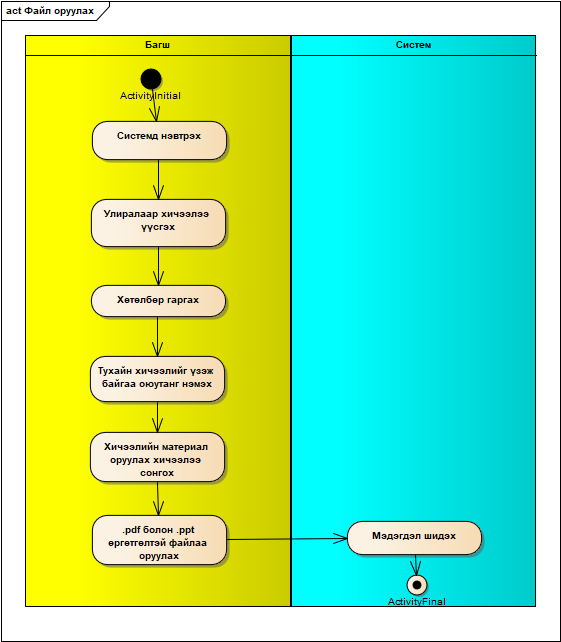 act Файл оруулах
Багш
Систем
ActivityInitial
Системд нэвтрэх
Улиралаар хичээлээ
үүсгэх
Хөтөлбөр гаргах
Тухайн хичээлийг үзэж
байгаа оюутанг нэмэх
Хичээлийн материал
оруулах хичээлээ
сонгох
.pdf болон .ppt
өргөтгөлтэй файлаа
оруулах
Мэдэгдэл шидэх
ActivityFinal